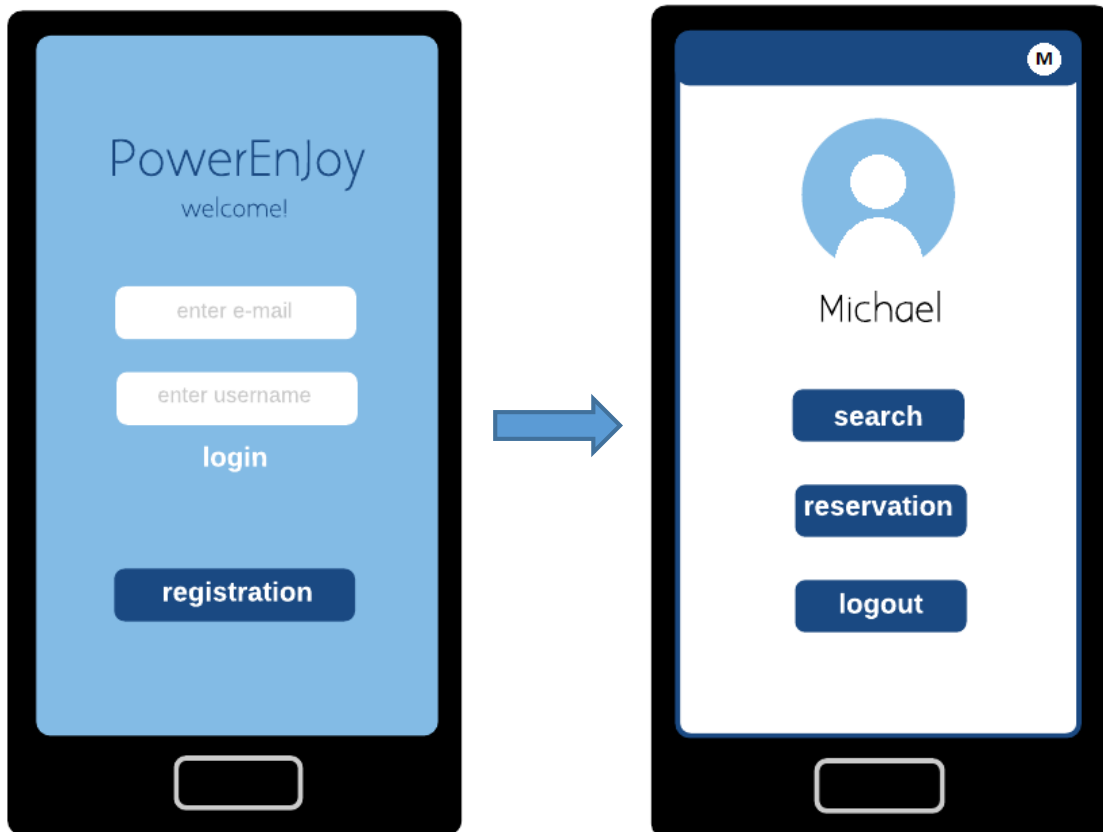 PowerEnJoy
welcome!
enter e-mail
enter username
login
registration
M
Michael
search
reservation
logout